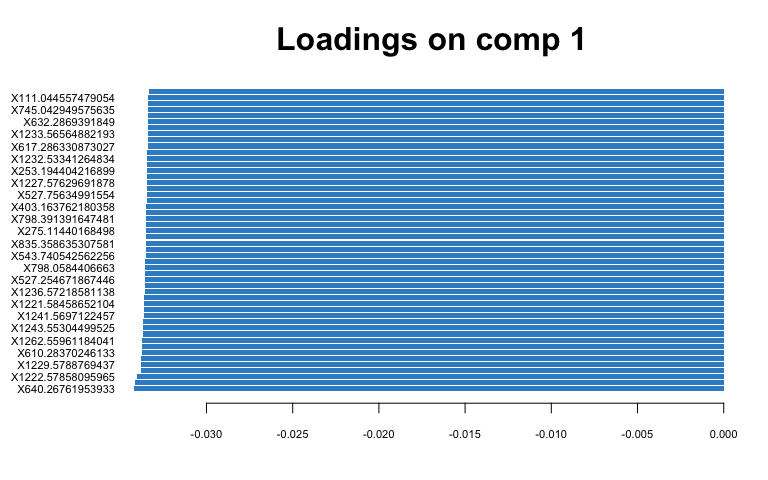 Loadings on comp 1
X111.044557479054
X745.042949575635
X632.2869391849
X1233.56564882193
X617.286330873027
X1232.53341264834
X253.194404216899
X1227.57629691878
X527.75634991554
X403.163762180358
X798.391391647481
X275.11440168498
X835.358635307581
X543.740542562256
X798.0584406663
X527.254671867446
X1236.57218581138
X1221.58458652104
X1241.5697122457
X1243.55304499525
X1262.55961184041
X610.28370246133
X1229.5788769437
X1222.57858095965
X640.26761953933
-0.030 -0.025 -0.020 -0.015 -0.010 -0.005 0.000